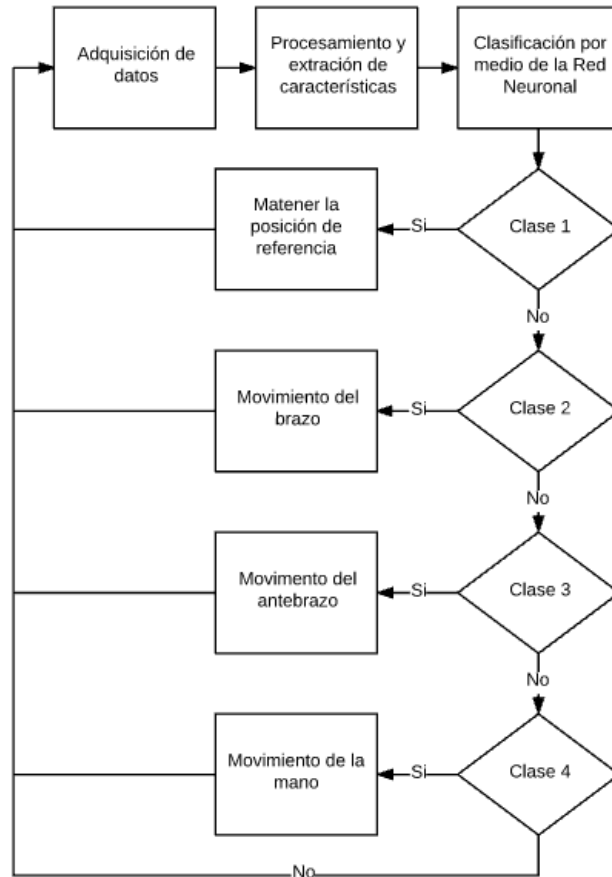 Adquisición de
datos
Procesamiento y
extración de
características
Clasificación por
medio de la Red
Neuronal
Matener la
posición de
referencia
Si
Clase 1
No
Movimiento del
brazo
Si
Clase 2
No
Movimento del
antebrazo
Si
Clase 3
No
Movimiento de la
mano
Si
Clase 4
No